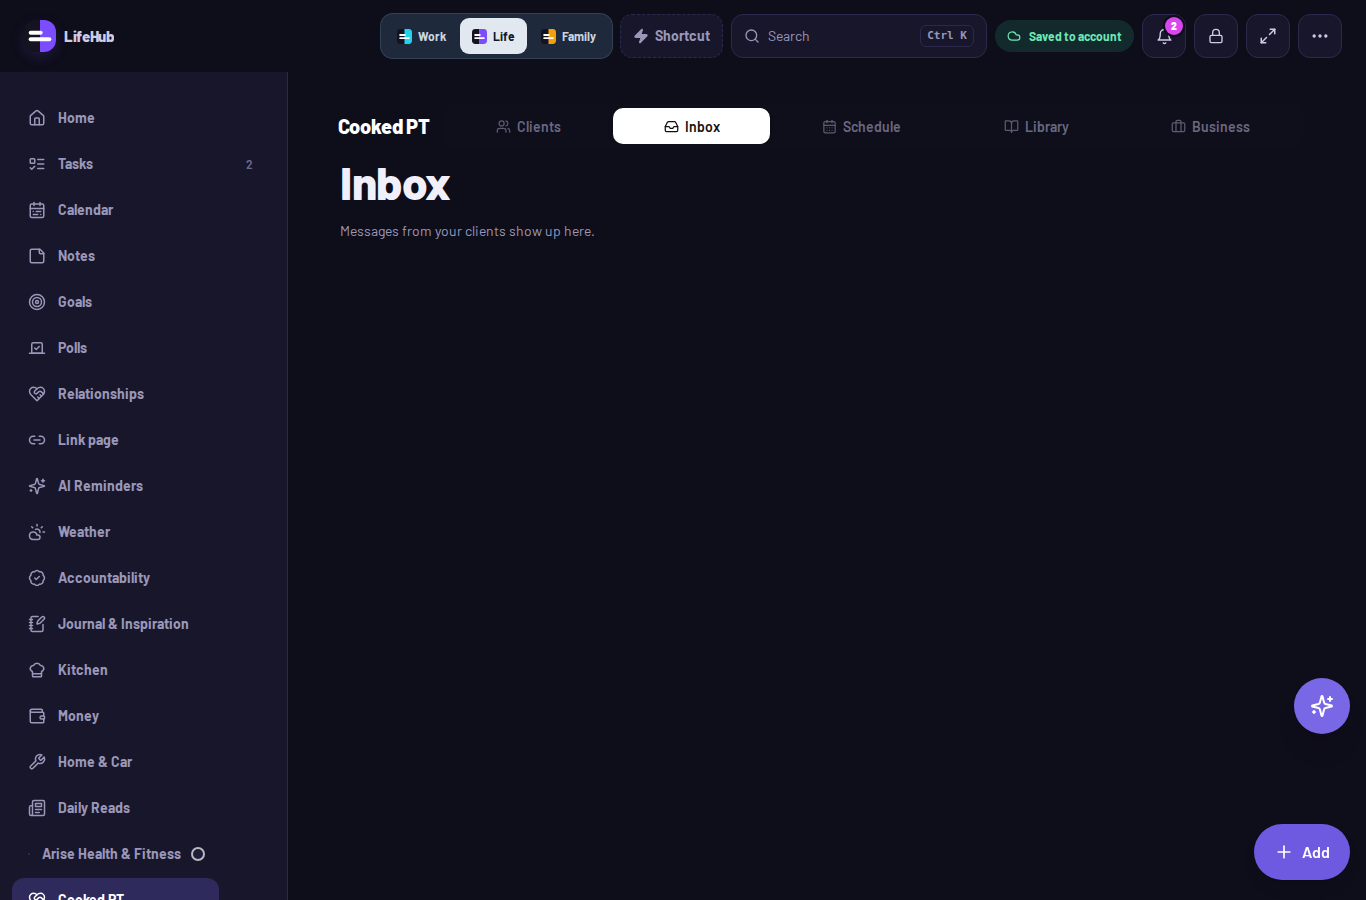 LifeHub
Work
Life
Family
Shortcut
Search
Ctrl K
Saved to account
2
Home
Tasks
2
Calendar
Notes
Goals
Polls
Relationships
Link page
AI Reminders
Weather
Accountability
Journal & Inspiration
Kitchen
Money
Home & Car
Daily Reads
Arise Health & Fitness
Cooked PT
Cooked PT
Clients
Inbox
Schedule
Library
Business
Inbox
Messages from your clients show up here.
Add